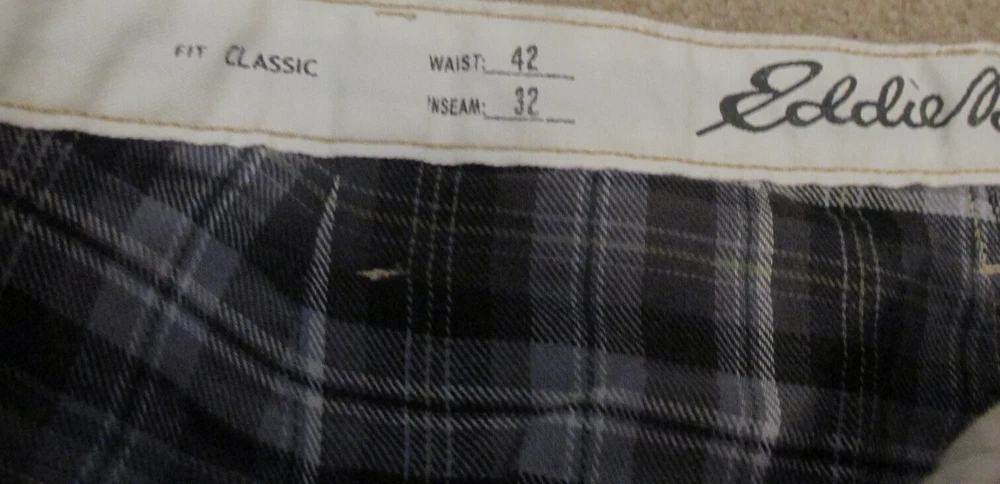 FIT CLASSIC
WAIST: 42
INSEAM: 32
Eddie